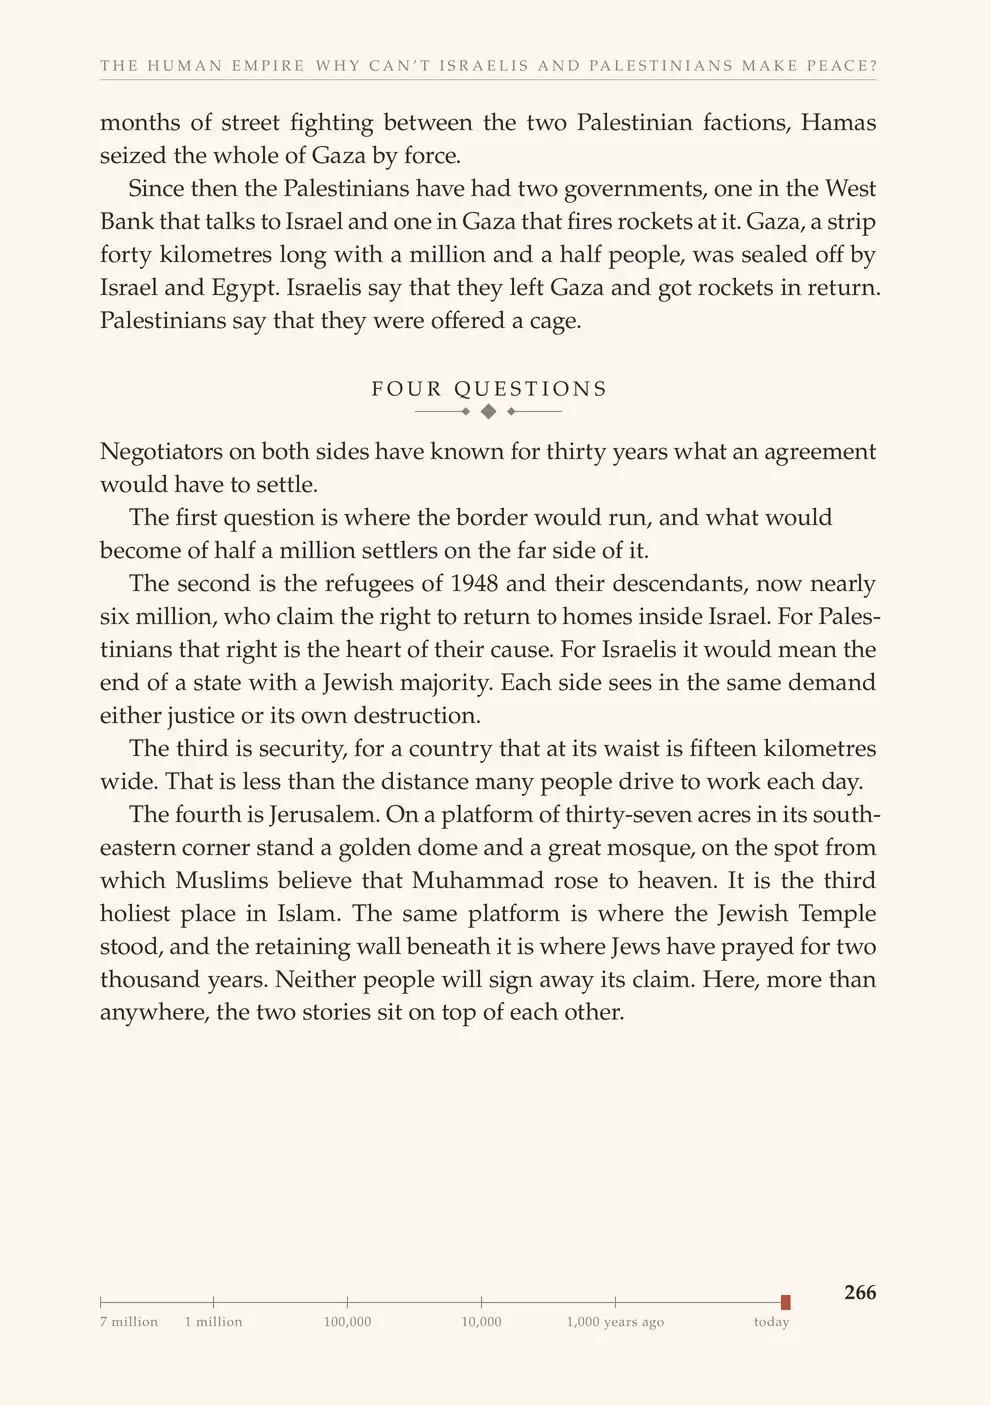 THE HUMAN EMPIRE WHY CAN’T ISRAELIS AND PALESTINIANS MAKE PEACE?
months of street fighting between the two Palestinian factions, Hamas
seized the whole of Gaza by force.
Since then the Palestinians have had two governments, one in the West
Bank that talks to Israel and one in Gaza that fires rockets at it. Gaza, a strip
forty kilometres long with a million and a half people, was sealed off by
Israel and Egypt. Israelis say that they left Gaza and got rockets in return.
Palestinians say that they were offered a cage.
FOUR QUESTIONS
Negotiators on both sides have known for thirty years what an agreement
would have to settle.
The first question is where the border would run, and what would
become of half a million settlers on the far side of it.
The second is the refugees of 1948 and their descendants, now nearly
six million, who claim the right to return to homes inside Israel. For Pales-
tinians that right is the heart of their cause. For Israelis it would mean the
end of a state with a Jewish majority. Each side sees in the same demand
either justice or its own destruction.
The third is security, for a country that at its waist is fifteen kilometres
wide. That is less than the distance many people drive to work each day.
The fourth is Jerusalem. On a platform of thirty-seven acres in its south-
eastern corner stand a golden dome and a great mosque, on the spot from
which Muslims believe that Muhammad rose to heaven. It is the third
holiest place in Islam. The same platform is where the Jewish Temple
stood, and the retaining wall beneath it is where Jews have prayed for two
thousand years. Neither people will sign away its claim. Here, more than
anywhere, the two stories sit on top of each other.
266
7 million 1 million 100,000 10,000 1,000 years ago today